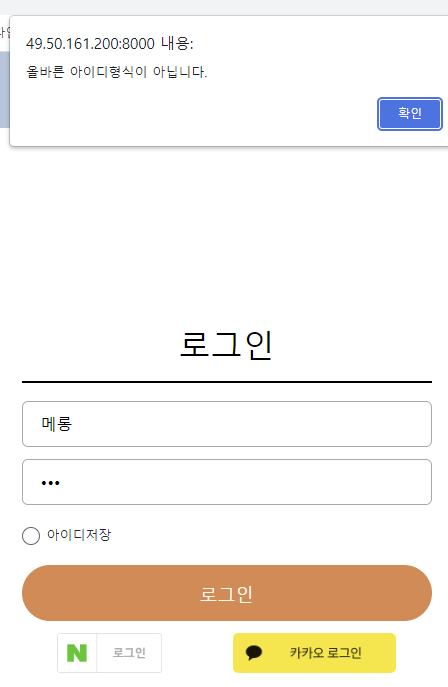 49.50.161.200:8000 내용:
올바른 아이디형식이 아닙니다.
확인
로그인
메롱
•••
아이디저장
로그인
N 로그인
카카오 로그인